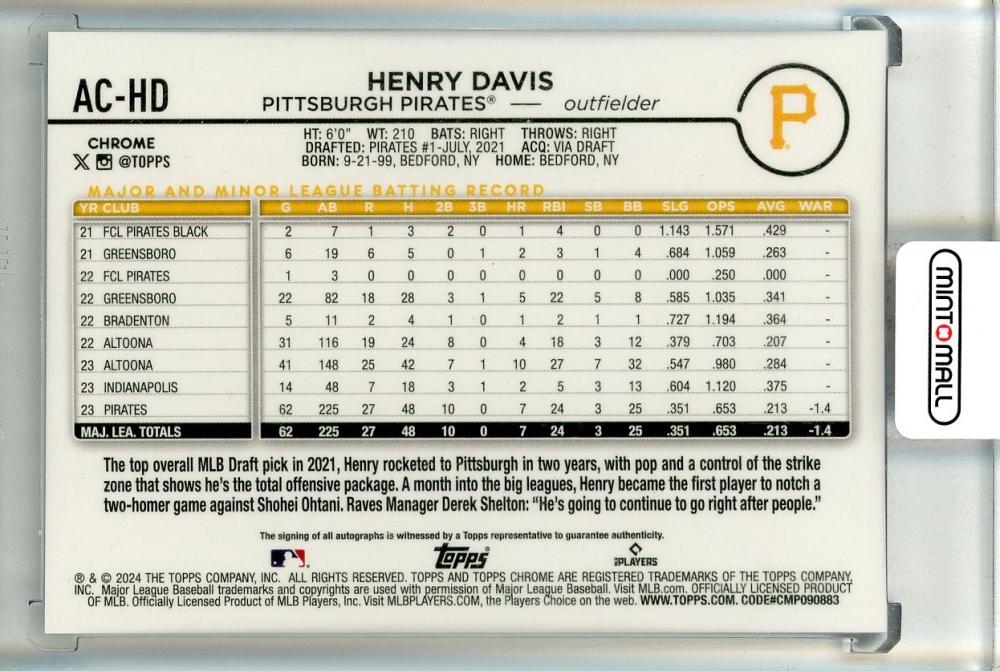 AC-HD
HENRY DAVIS
PITTSBURGH PIRATES® — outfielder
P
CHROME
X @TOPPS
HT: 6'0" WT: 210 BATS: RIGHT THROWS: RIGHT
DRAFTED: PIRATES #1-JULY, 2021 ACQ: VIA DRAFT
BORN: 9-21-99, BEDFORD, NY HOME: BEDFORD, NY
MAJOR AND MINOR LEAGUE BATTING RECORD
YR CLUB G AB R H 2B 3B HR RBI SB BB SLG OPS AVG WAR
21 FCL PIRATES BLACK 2 7 1 3 2 0 1 4 0 0 1.143 1.571 .429 -
21 GREENSBORO 6 19 6 5 0 1 2 3 1 4 .684 1.059 .263 -
22 FCL PIRATES 1 3 0 0 0 0 0 0 0 0 .000 .250 .000 -
22 GREENSBORO 22 82 18 28 3 1 5 22 5 8 .585 1.035 .341 -
22 BRADENTON 5 11 2 4 1 0 1 2 1 1 .727 1.194 .364 -
22 ALTOONA 31 116 19 24 8 0 4 18 3 12 .379 .703 .207 -
23 ALTOONA 41 148 25 42 7 1 10 27 7 32 .547 .980 .284 -
23 INDIANAPOLIS 14 48 7 18 3 1 2 5 3 13 .604 1.120 .375 -
23 PIRATES 62 225 27 48 10 0 7 24 3 25 .351 .653 .213 -1.4
MAJ. LEA. TOTALS 62 225 27 48 10 0 7 24 3 25 .351 .653 .213 -1.4
The top overall MLB Draft pick in 2021, Henry rocketed to Pittsburgh in two years, with pop and a control of the strike
zone that shows he's the total offensive package. A month into the big leagues, Henry became the first player to notch a
two-homer game against Shohei Ohtani. Raves Manager Derek Shelton: "He's going to continue to go right after people."
The signing of all autographs is witnessed by a Topps representative to guarantee authenticity.
Topps
PLAYERS
® & © 2024 THE TOPPS COMPANY, INC. ALL RIGHTS RESERVED. TOPPS AND TOPPS CHROME ARE REGISTERED TRADEMARKS OF THE TOPPS COMPANY,
INC. Major League Baseball trademarks and copyrights are used with permission of Major League Baseball. Visit MLB.com. OFFICIALLY LICENSED PRODUCT
OF MLB. Officially Licensed Product of MLB Players, Inc. Visit MLBPLAYERS.COM, the Players Choice on the web. WWW.TOPPS.COM. CODE#CMP090883
MINTOMALL